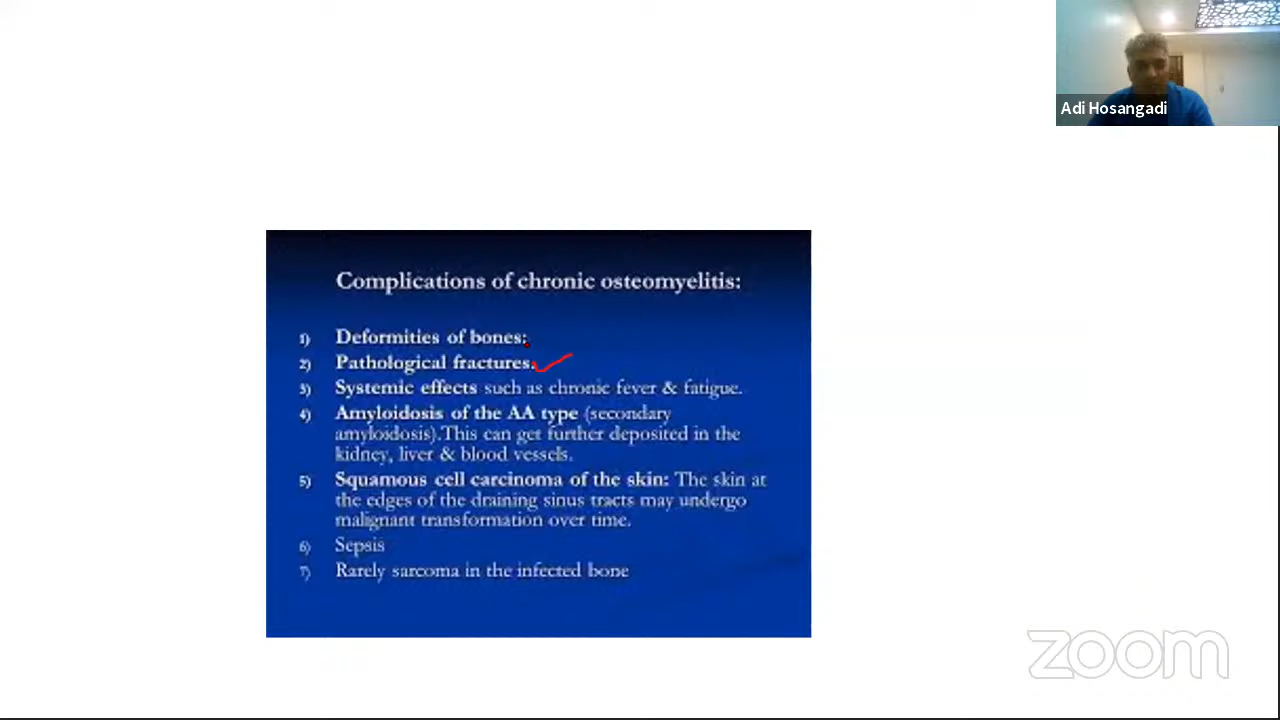 Adi Hosangadi
Complications of chronic osteomyelitis:
1) Deformities of bones:
2) Pathological fractures.
3) Systemic effects such as chronic fever & fatigue.
4) Amyloidosis of the AA type (secondary
amyloidosis).This can get further deposited in the
kidney, liver & blood vessels.
5) Squamous cell carcinoma of the skin: The skin at
the edges of the draining sinus tracts may undergo
malignant transformation over time.
6) Sepsis
7) Rarely sarcoma in the infected bone
zoom